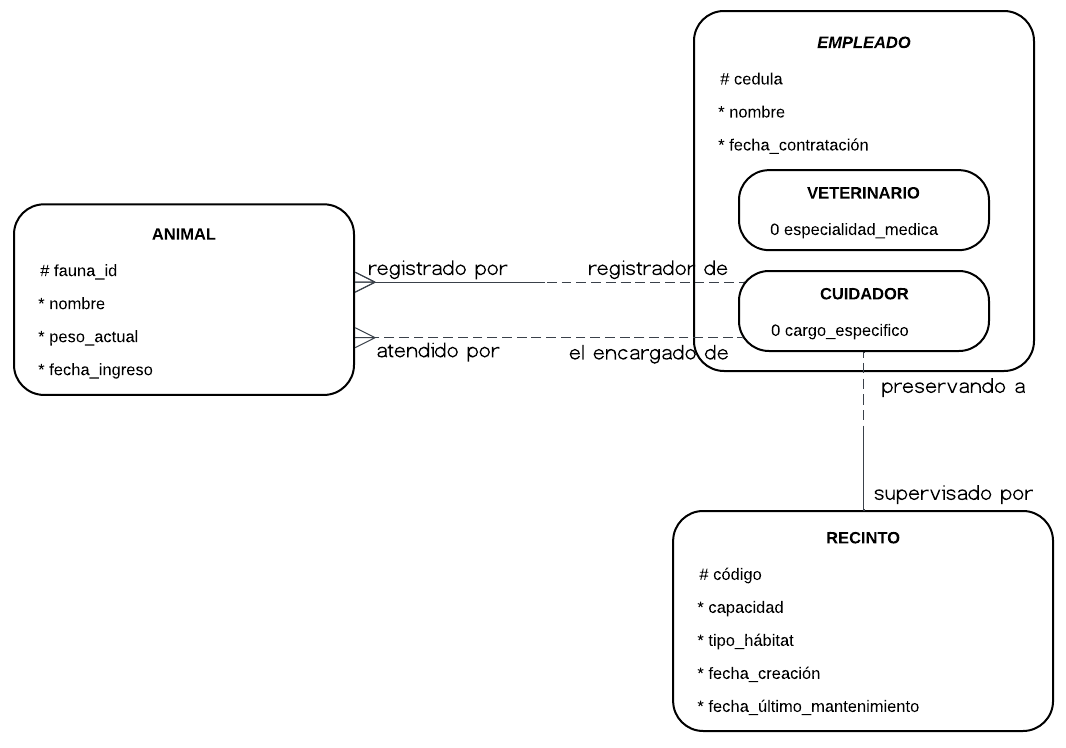 EMPLEADO
# cedula
* nombre
* fecha_contratación
VETERINARIO
0 especialidad_medica
CUIDADOR
0 cargo_especifico
ANIMAL
# fauna_id
* nombre
* peso_actual
* fecha_ingreso
registrado por
registrador de
atendido por
el encargado de
preservando a
supervisado por
RECINTO
# código
* capacidad
* tipo_hábitat
* fecha_creación
* fecha_último_mantenimiento